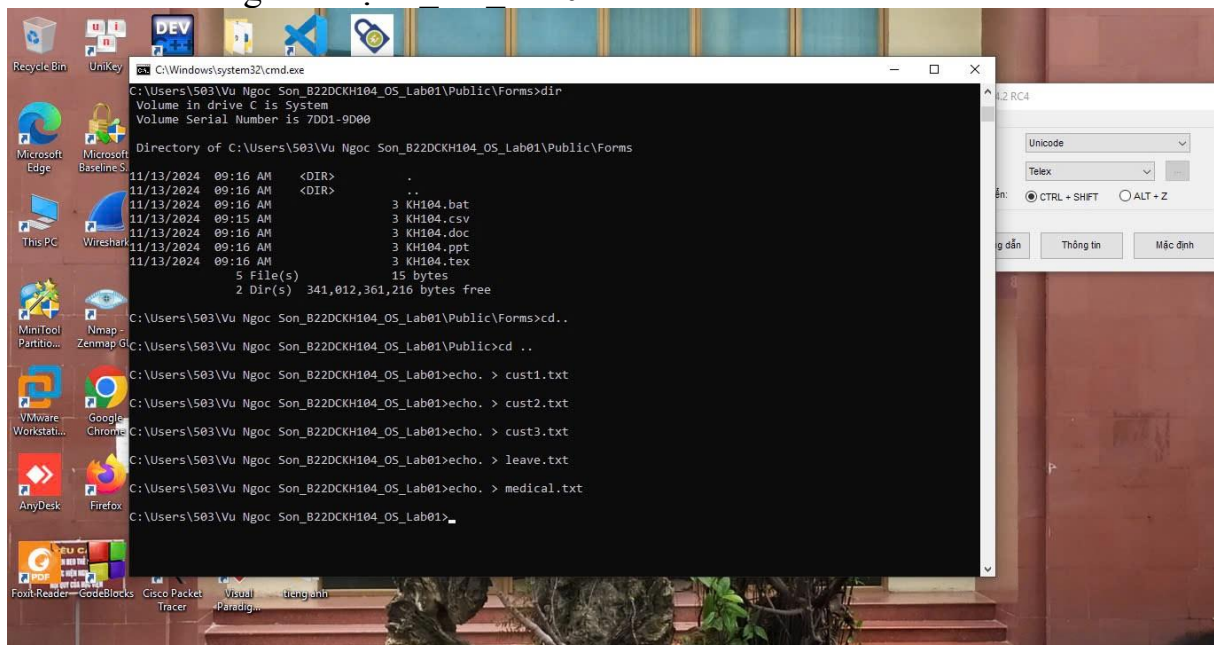 Recycle Bin
UniKey
DEV
C:\Windows\system32\cmd.exe
C:\Users\503\Vu Ngoc Son_B22DCKH104_OS_Lab01\Public\Forms>dir
Volume in drive C is System
Volume Serial Number is 7DD1-9D00
Directory of C:\Users\503\Vu Ngoc Son_B22DCKH104_OS_Lab01\Public\Forms
11/13/2024 09:16 AM <DIR> .
11/13/2024 09:16 AM <DIR> ..
11/13/2024 09:16 AM 3 KH104.bat
11/13/2024 09:15 AM 3 KH104.csv
11/13/2024 09:16 AM 3 KH104.doc
11/13/2024 09:16 AM 3 KH104.ppt
11/13/2024 09:16 AM 3 KH104.tex
5 File(s) 15 bytes
2 Dir(s) 341,012,361,216 bytes free
C:\Users\503\Vu Ngoc Son_B22DCKH104_OS_Lab01\Public\Forms>cd..
C:\Users\503\Vu Ngoc Son_B22DCKH104_OS_Lab01\Public>cd ..
C:\Users\503\Vu Ngoc Son_B22DCKH104_OS_Lab01>echo. > cust1.txt
C:\Users\503\Vu Ngoc Son_B22DCKH104_OS_Lab01>echo. > cust2.txt
C:\Users\503\Vu Ngoc Son_B22DCKH104_OS_Lab01>echo. > cust3.txt
C:\Users\503\Vu Ngoc Son_B22DCKH104_OS_Lab01>echo. > leave.txt
C:\Users\503\Vu Ngoc Son_B22DCKH104_OS_Lab01>echo. > medical.txt
C:\Users\503\Vu Ngoc Son_B22DCKH104_OS_Lab01>
4.2 RC4
Unicode
Telex
CTRL + SHIFT
ALT + Z
dẫn
Thông tin
Mặc định
Microsoft Edge
Microsoft Baseline S
This PC
Wireshark
MiniTool Partitio...
Nmap - Zenmap GU
VMware Workstati...
Google Chrome
AnyDesk
Firefox
Foxit Reader
CodeBlocks
Cisco Packet Tracer
Visual Paradig...
tieng anh